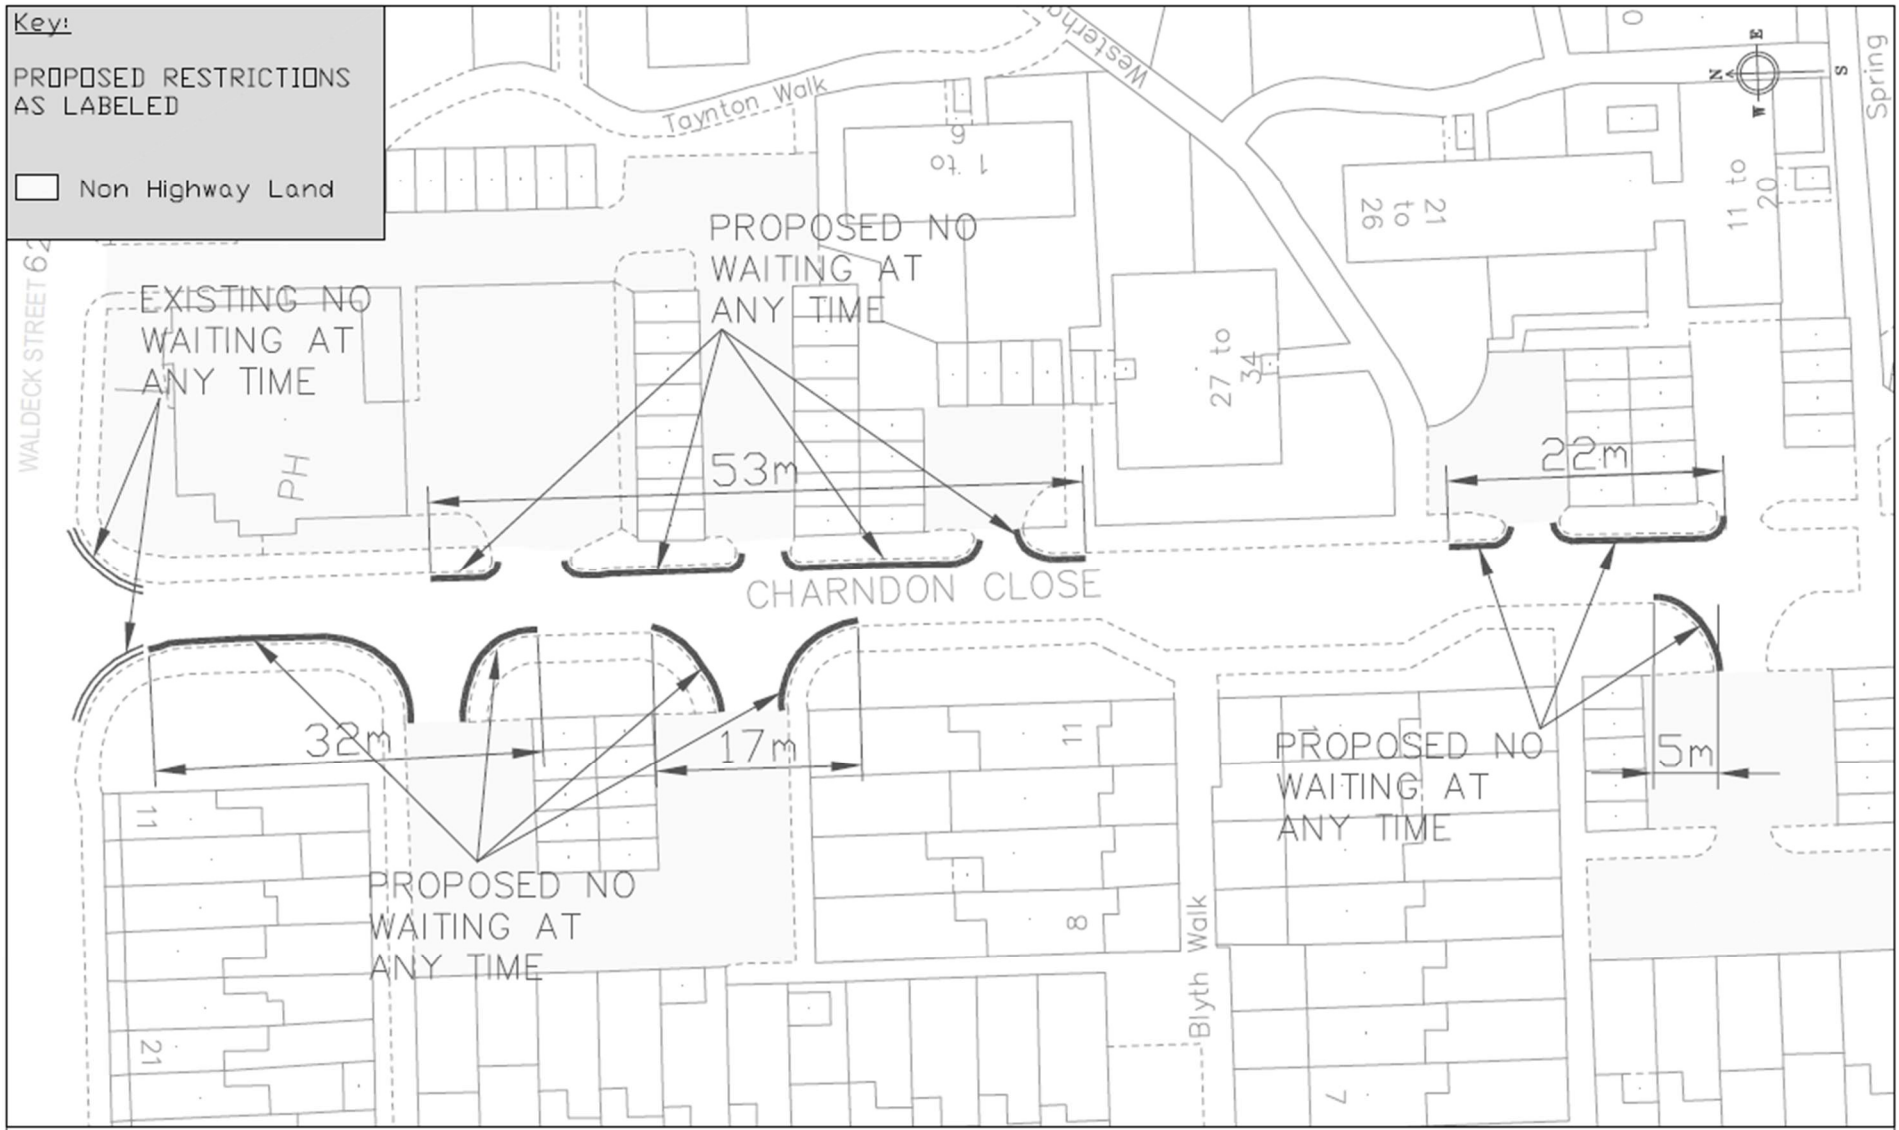 Key:
PROPOSED RESTRICTIONS
AS LABELED
Non Highway Land
Taynton Walk
Spring
N
E
S
W
0
1 to
6
PROPOSED NO
WAITING AT
ANY TIME
21
to
26
11 to
20
WALDECK STREET 62
EXISTING NO
WAITING AT
ANY TIME
PH
27 to
34
53m
22m
CHARNDON CLOSE
32m
17m
5m
11
11
8
21
7
PROPOSED NO
WAITING AT
ANY TIME
PROPOSED NO
WAITING AT
ANY TIME
Blyth Walk